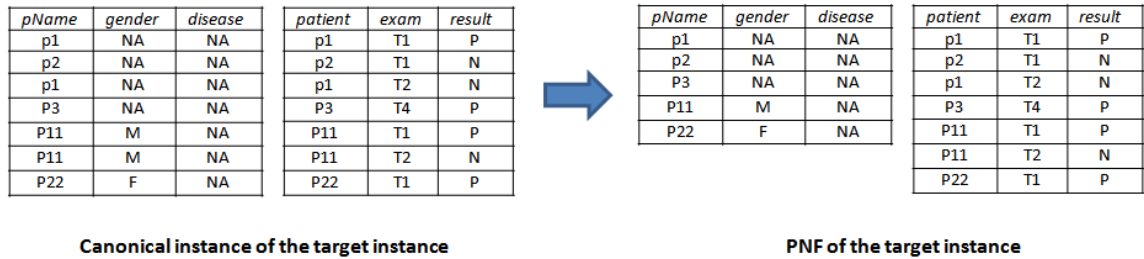 pName gender disease
p1 NA NA
p2 NA NA
p1 NA NA
P3 NA NA
P11 M NA
P11 M NA
P22 F NA
patient exam result
p1 T1 P
p2 T1 N
p1 T2 N
P3 T4 P
P11 T1 P
P11 T2 N
P22 T1 P
Canonical instance of the target instance
pName gender disease
p1 NA NA
p2 NA NA
P3 NA NA
P11 M NA
P22 F NA
patient exam result
p1 T1 P
p2 T1 N
p1 T2 N
P3 T4 P
P11 T1 P
P11 T2 N
P22 T1 P
PNF of the target instance